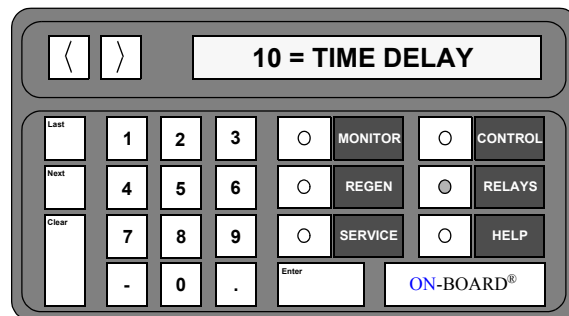 〈 〉 10 = TIME DELAY
Last 1 2 3 MONITOR CONTROL
Next 4 5 6 REGEN RELAYS
Clear 7 8 9 SERVICE HELP
- 0 . Enter ON-BOARD®